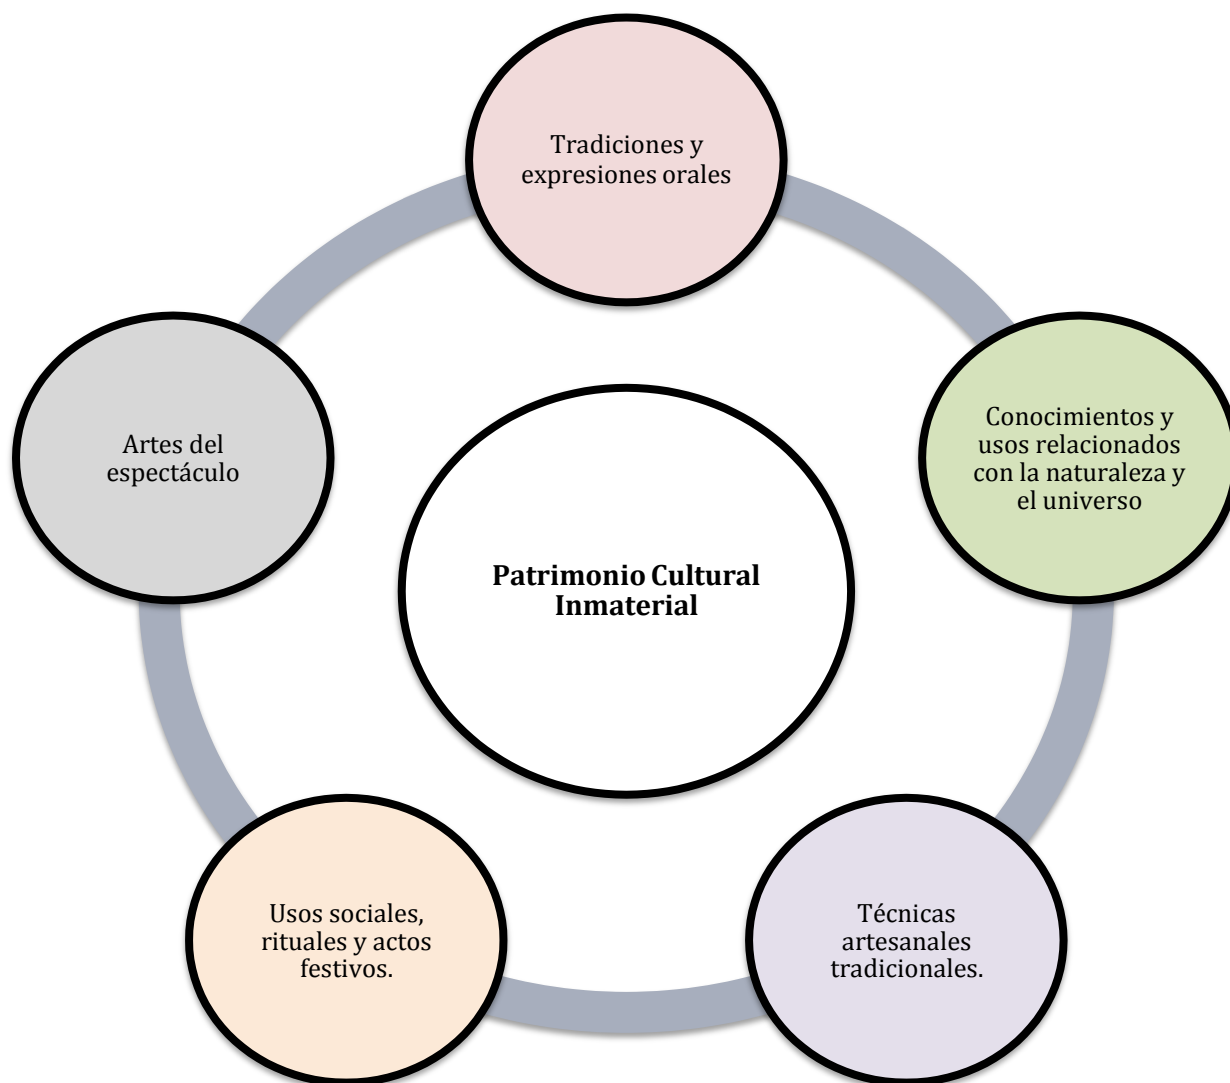 Tradiciones y
expresiones orales
Conocimientos y
usos relacionados
con la naturaleza y
el universo
Artes del
espectáculo
Patrimonio Cultural
Inmaterial
Usos sociales,
rituales y actos
festivos.
Técnicas
artesanales
tradicionales.